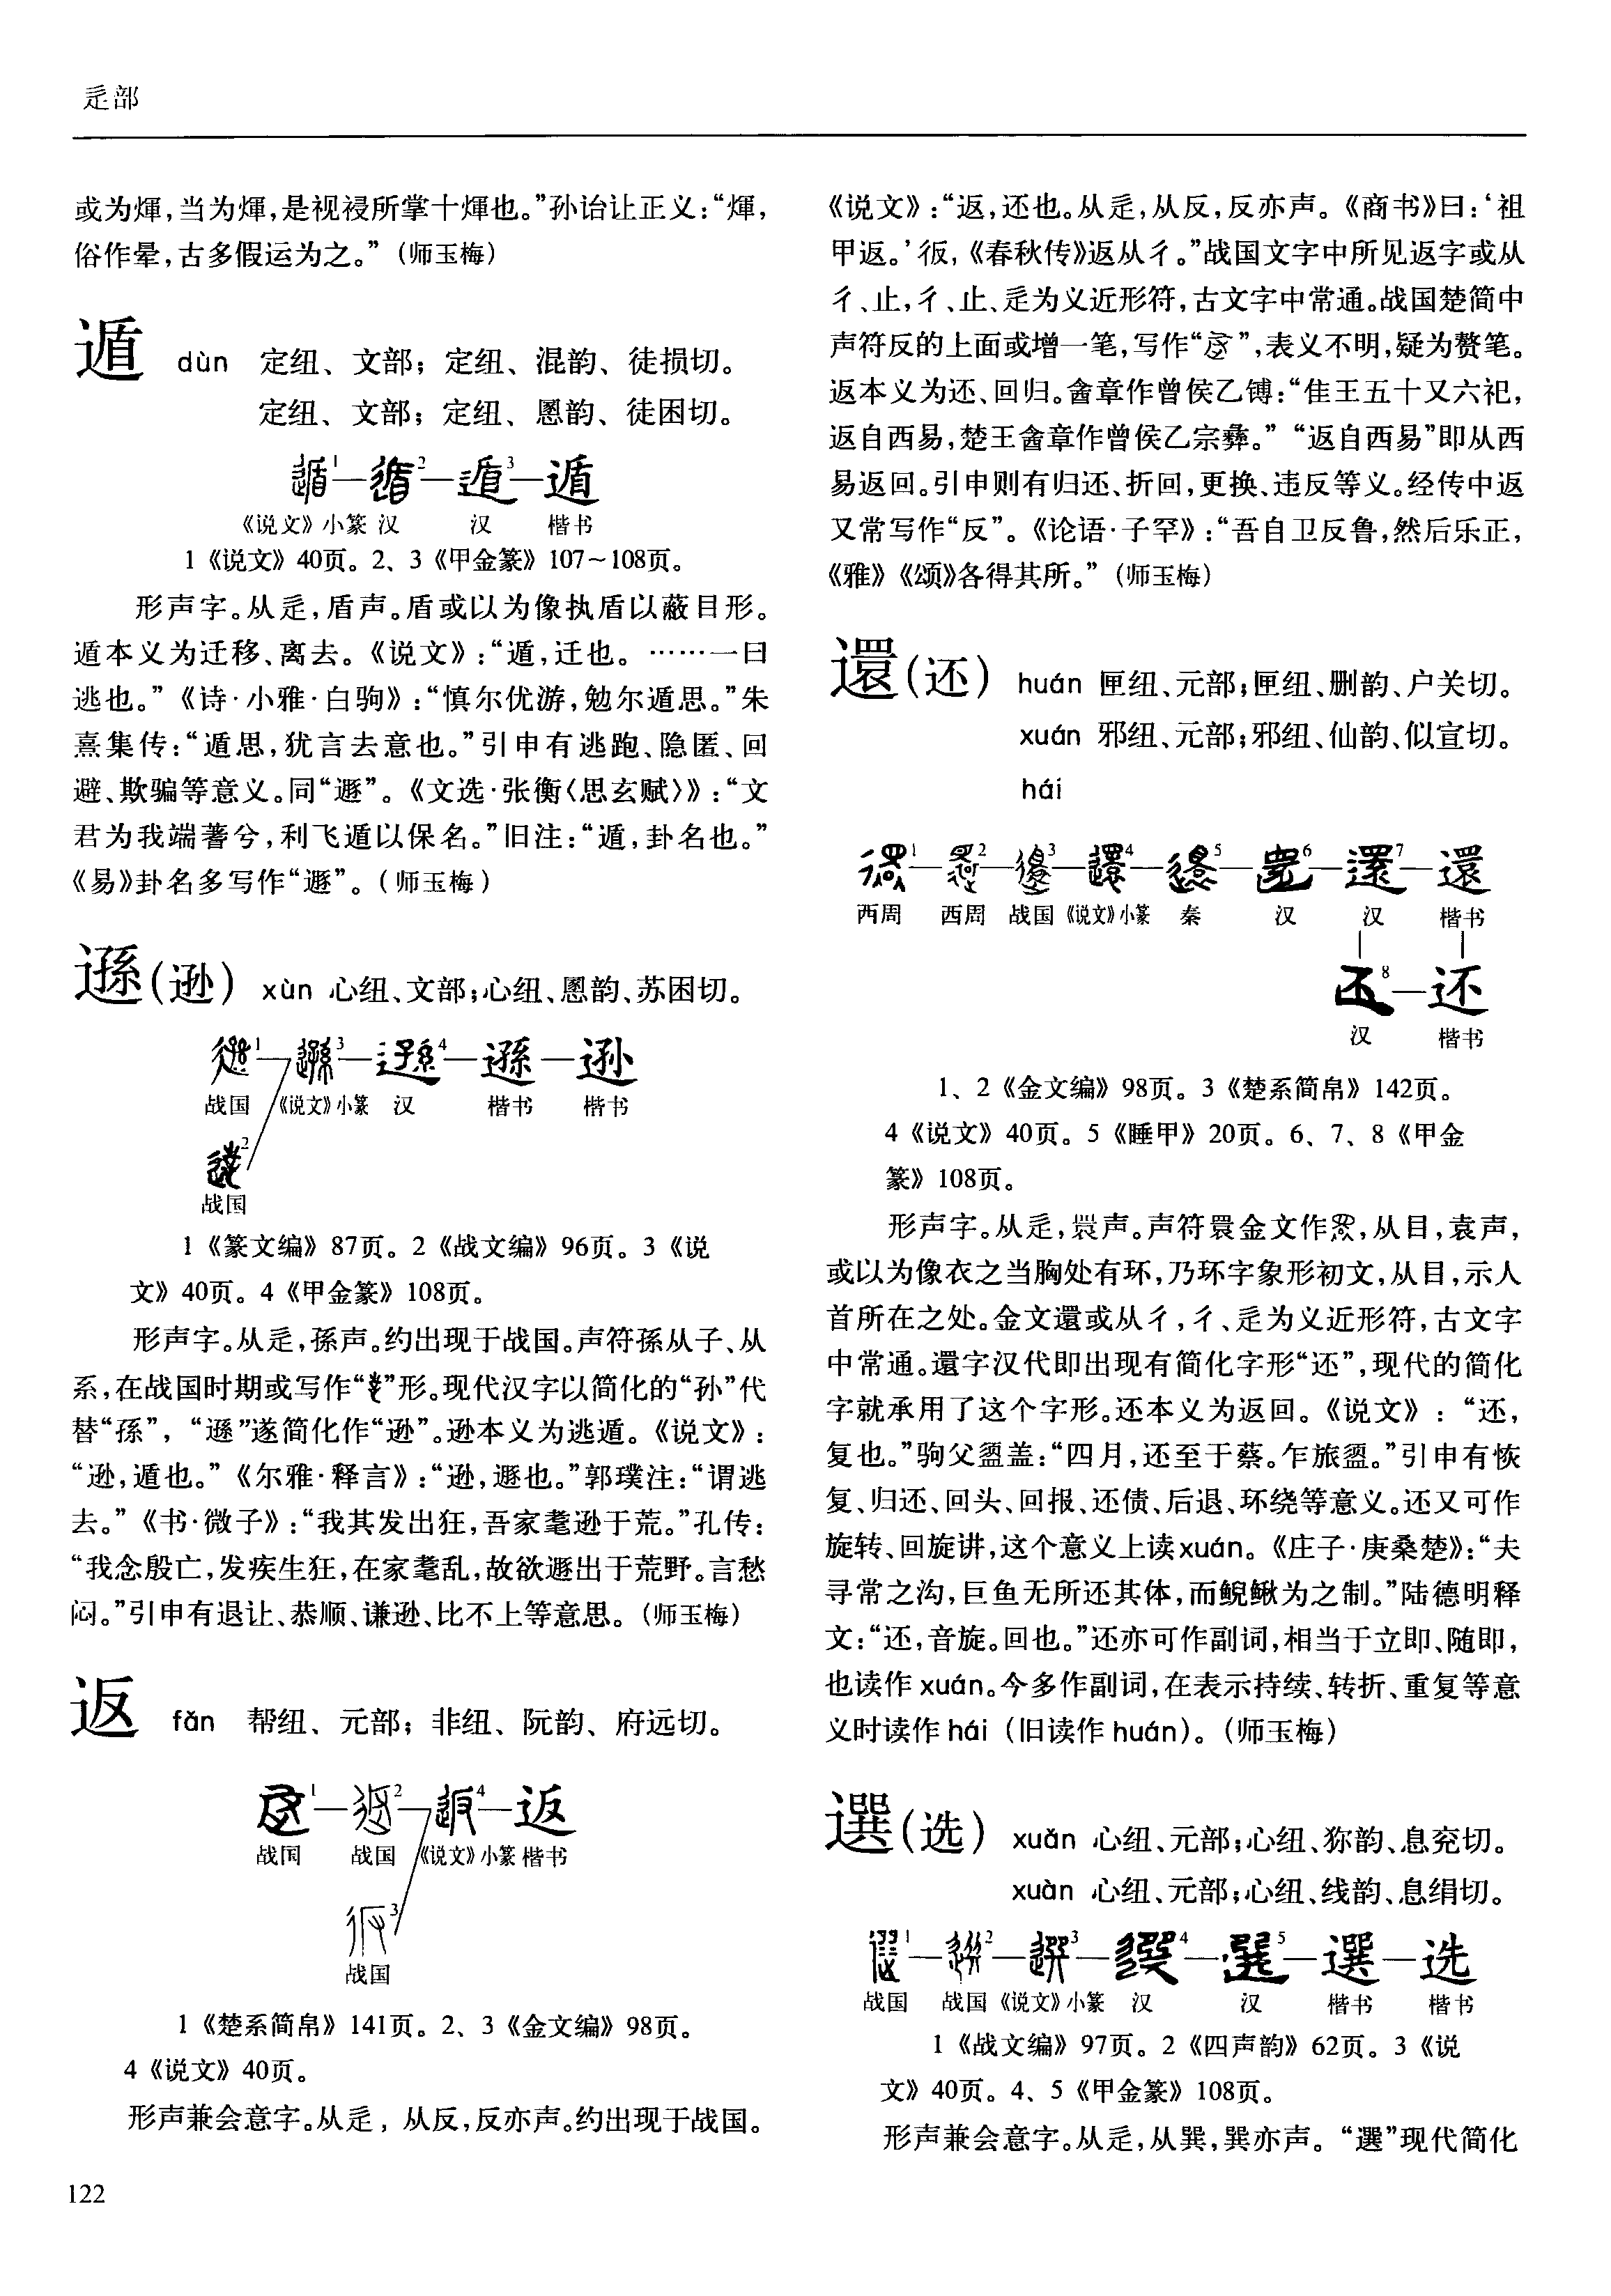 辵部
或为煇，当为煇，是视祲所掌十煇也。”孙诒让正义：“煇，
俗作晕，古多假运为之。”（师玉梅）
遁 dùn 定纽、文部；定纽、混韵、徒损切。
定纽、文部；定纽、慁韵、徒困切。
1—2—3—遁
《说文》小篆 汉 汉 楷书
1《说文》40页。2、3《甲金篆》107～108页。
形声字。从辵，盾声。盾或以为像执盾以蔽目形。
遁本义为迁移、离去。《说文》：“遁，迁也。……一曰
逃也。”《诗·小雅·白驹》：“慎尔优游，勉尔遁思。”朱
熹集传：“遁思，犹言去意也。”引申有逃跑、隐匿、回
避、欺骗等意义。同“遯”。《文选·张衡〈思玄赋〉》：“文
君为我端蓍兮，利飞遁以保名。”旧注：“遁，卦名也。”
《易》卦名多写作“遯”。（师玉梅）
遜（逊） xùn 心纽、文部；心纽、慁韵、苏困切。
1 3—4—遜—逊
战国 《说文》小篆 汉 楷书 楷书
2
战国
1《篆文编》87页。2《战文编》96页。3《说
文》40页。4《甲金篆》108页。
形声字。从辵，孫声。约出现于战国。声符孫从子、从
系，在战国时期或写作“”形。现代汉字以简化的“孙”代
替“孫”，“遜”遂简化作“逊”。逊本义为逃遁。《说文》：
“逊，遁也。”《尔雅·释言》：“逊，遯也。”郭璞注：“谓逃
去。”《书·微子》：“我其发出狂，吾家耄逊于荒。”孔传：
“我念殷亡，发疾生狂，在家耄乱，故欲遯出于荒野。言愁
闷。”引申有退让、恭顺、谦逊、比不上等意思。（师玉梅）
返 fǎn 帮纽、元部；非纽、阮韵、府远切。
1—2 4—返
战国 战国 《说文》小篆 楷书
3
战国
1《楚系简帛》141页。2、3《金文编》98页。
4《说文》40页。
形声兼会意字。从辵，从反，反亦声。约出现于战国。
122
《说文》：“返，还也。从辵，从反，反亦声。《商书》曰：‘祖
甲返。’彶，《春秋传》返从彳。”战国文字中所见返字或从
彳、止，彳、止、辵为义近形符，古文字中常通。战国楚简中
声符反的上面或增一笔，写作“”，表义不明，疑为赘笔。
返本义为还、回归。酓章作曾侯乙镈：“隹王五十又六祀，
返自西昜，楚王酓章作曾侯乙宗彝。”“返自西昜”即从西
昜返回。引申则有归还、折回，更换、违反等义。经传中返
又常写作“反”。《论语·子罕》：“吾自卫反鲁，然后乐正，
《雅》《颂》各得其所。”（师玉梅）
還（还） huán 匣纽、元部；匣纽、删韵、户关切。
xuán 邪纽、元部；邪纽、仙韵、似宣切。
hái
1—2—3—4—5—6—7—還
西周 西周 战国 《说文》小篆 秦 汉 汉 楷书
8—还
汉 楷书
1、2《金文编》98页。3《楚系简帛》142页。
4《说文》40页。5《睡甲》20页。6、7、8《甲金
篆》108页。
形声字。从辵，睘声。声符睘金文作，从目，袁声，
或以为像衣之当胸处有环，乃环字象形初文，从目，示人
首所在之处。金文還或从彳，彳、辵为义近形符，古文字
中常通。還字汉代即出现有简化字形“还”，现代的简化
字就承用了这个字形。还本义为返回。《说文》：“还，
复也。”驹父盨盖：“四月，还至于蔡。乍旅盨。”引申有恢
复、归还、回头、回报、还债、后退、环绕等意义。还又可作
旋转、回旋讲，这个意义上读xuán。《庄子·庚桑楚》：“夫
寻常之沟，巨鱼无所还其体，而鲵鳅为之制。”陆德明释
文：“还，音旋。回也。”还亦可作副词，相当于立即、随即，
也读作xuán。今多作副词，在表示持续、转折、重复等意
义时读作hái（旧读作huán）。（师玉梅）
選（选） xuǎn 心纽、元部；心纽、狝韵、息兖切。
xuàn 心纽、元部；心纽、线韵、息绢切。
1—2—3—4—5—選—选
战国 战国 《说文》小篆 汉 汉 楷书 楷书
1《战文编》97页。2《四声韵》62页。3《说
文》40页。4、5《甲金篆》108页。
形声兼会意字。从辵，从巽，巽亦声。“選”现代简化